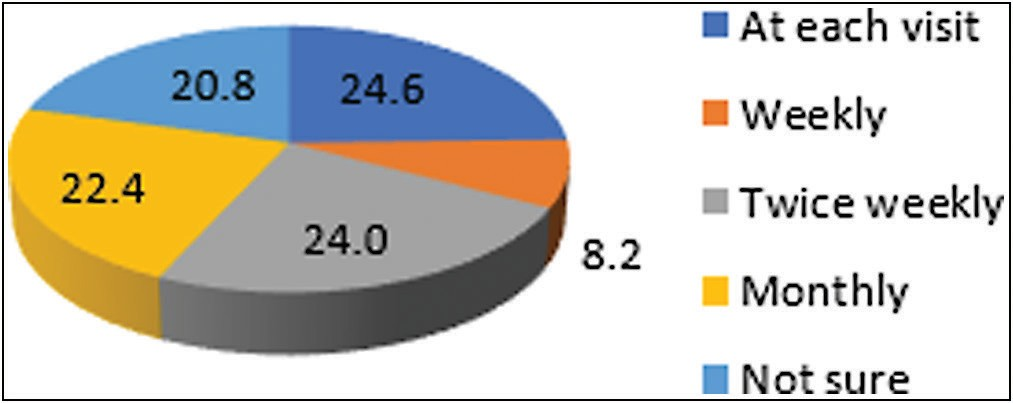 20.8
24.6
22.4
24.0
8.2
At each visit
Weekly
Twice weekly
Monthly
Not sure